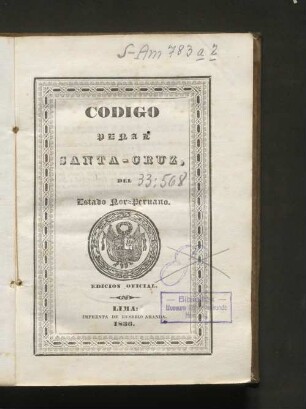 S-Am 783 a 2
CODIGO
PENAL
SANTA-CRUZ,
DEL
33:568
Estado Nor-Peruano.
EDICION OFICIAL.
LIMA:
IMPRENTA DE EUSEBIO ARANDA.
1836.